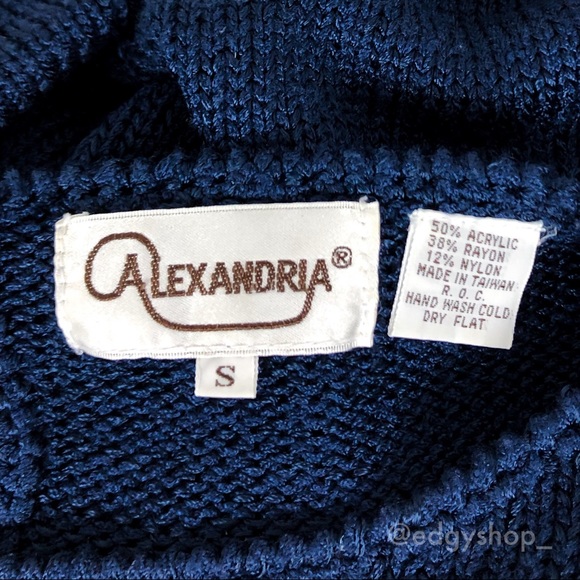 ALEXANDRIA®
S
50% ACRYLIC
38% RAYON
12% NYLON
MADE IN TAIWAN
R. O. C.
HAND WASH COLD
DRY FLAT
@edgyshop_